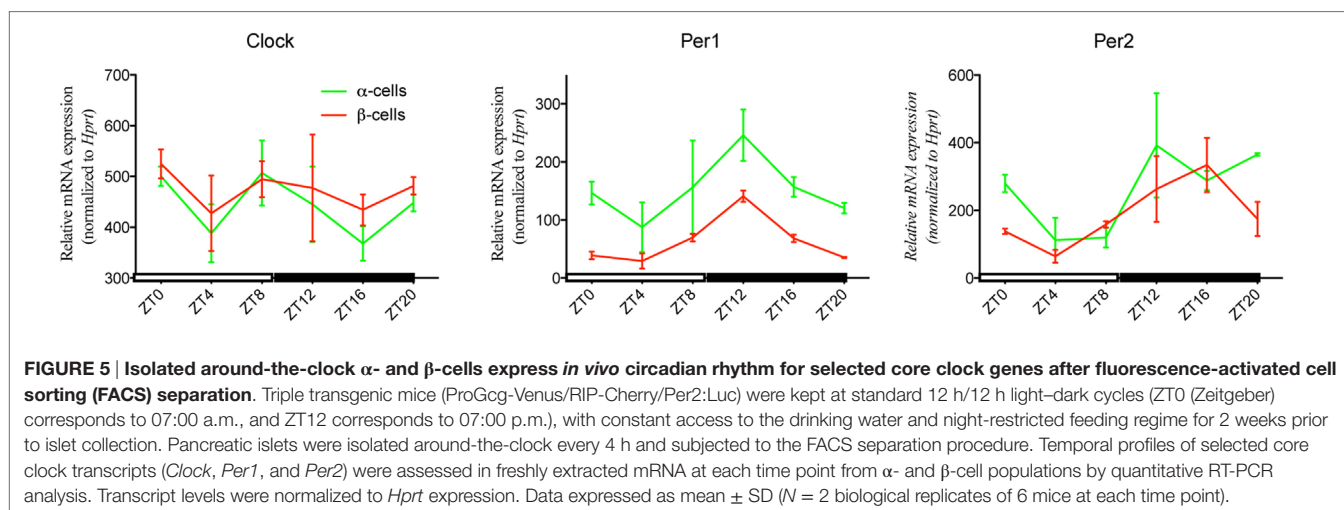 Clock
Per1
Per2
Relative mRNA expression
(normalized to Hprt)
700
600
500
400
300
α-cells
β-cells
ZT0
ZT4
ZT8
ZT12
ZT16
ZT20
Relative mRNA expression
(normalized to Hprt)
300
200
100
0
ZT0
ZT4
ZT8
ZT12
ZT16
ZT20
Relative mRNA expression
(normalized to Hprt)
600
400
200
0
ZT0
ZT4
ZT8
ZT12
ZT16
ZT20
FIGURE 5 | Isolated around-the-clock α- and β-cells express in vivo circadian rhythm for selected core clock genes after fluorescence-activated cell
sorting (FACS) separation. Triple transgenic mice (ProGcg-Venus/RIP-Cherry/Per2:Luc) were kept at standard 12 h/12 h light–dark cycles (ZT0 (Zeitgeber)
corresponds to 07:00 a.m., and ZT12 corresponds to 07:00 p.m.), with constant access to the drinking water and night-restricted feeding regime for 2 weeks prior
to islet collection. Pancreatic islets were isolated around-the-clock every 4 h and subjected to the FACS separation procedure. Temporal profiles of selected core
clock transcripts (Clock, Per1, and Per2) were assessed in freshly extracted mRNA at each time point from α- and β-cell populations by quantitative RT-PCR
analysis. Transcript levels were normalized to Hprt expression. Data expressed as mean ± SD (N = 2 biological replicates of 6 mice at each time point).